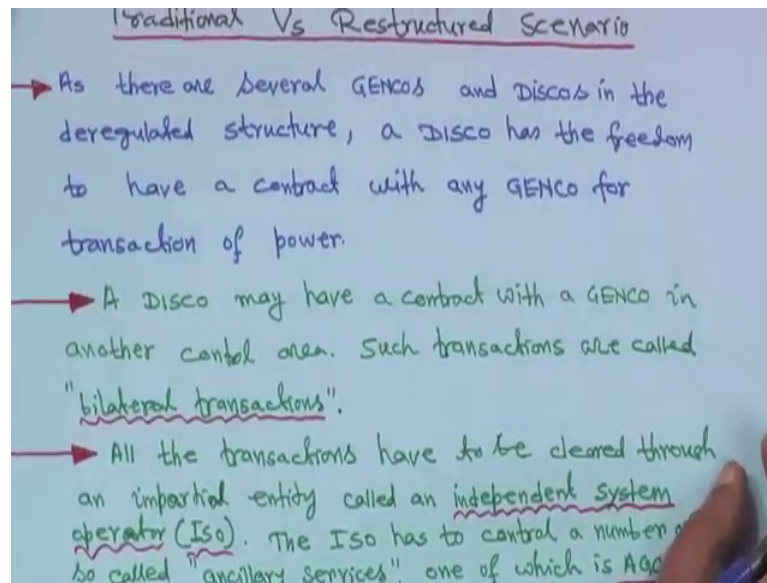 Traditional Vs Restructured Scenario
As there are several GENCOs and Discos in the
deregulated structure, a DISCO has the freedom
to have a contract with any GENCO for
transaction of power.
A DISCO may have a contract with a GENCO in
another contol area. Such transactions are called
"bilateral transactions".
All the transactions have to be cleared through
an impartial entity called an independent system
operator (ISO). The ISO has to control a number
so called "ancillary services", one of which is AGC